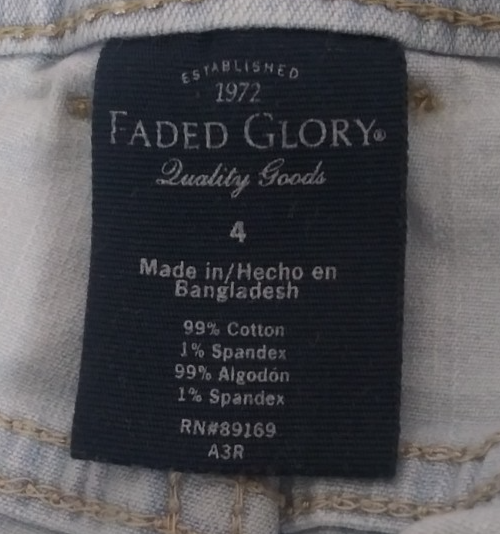 ESTABLISHED
1972
FADED GLORY®
Quality Goods
4
Made in/Hecho en
Bangladesh
99% Cotton
1% Spandex
99% Algodón
1% Spandex
RN#89169
A3R